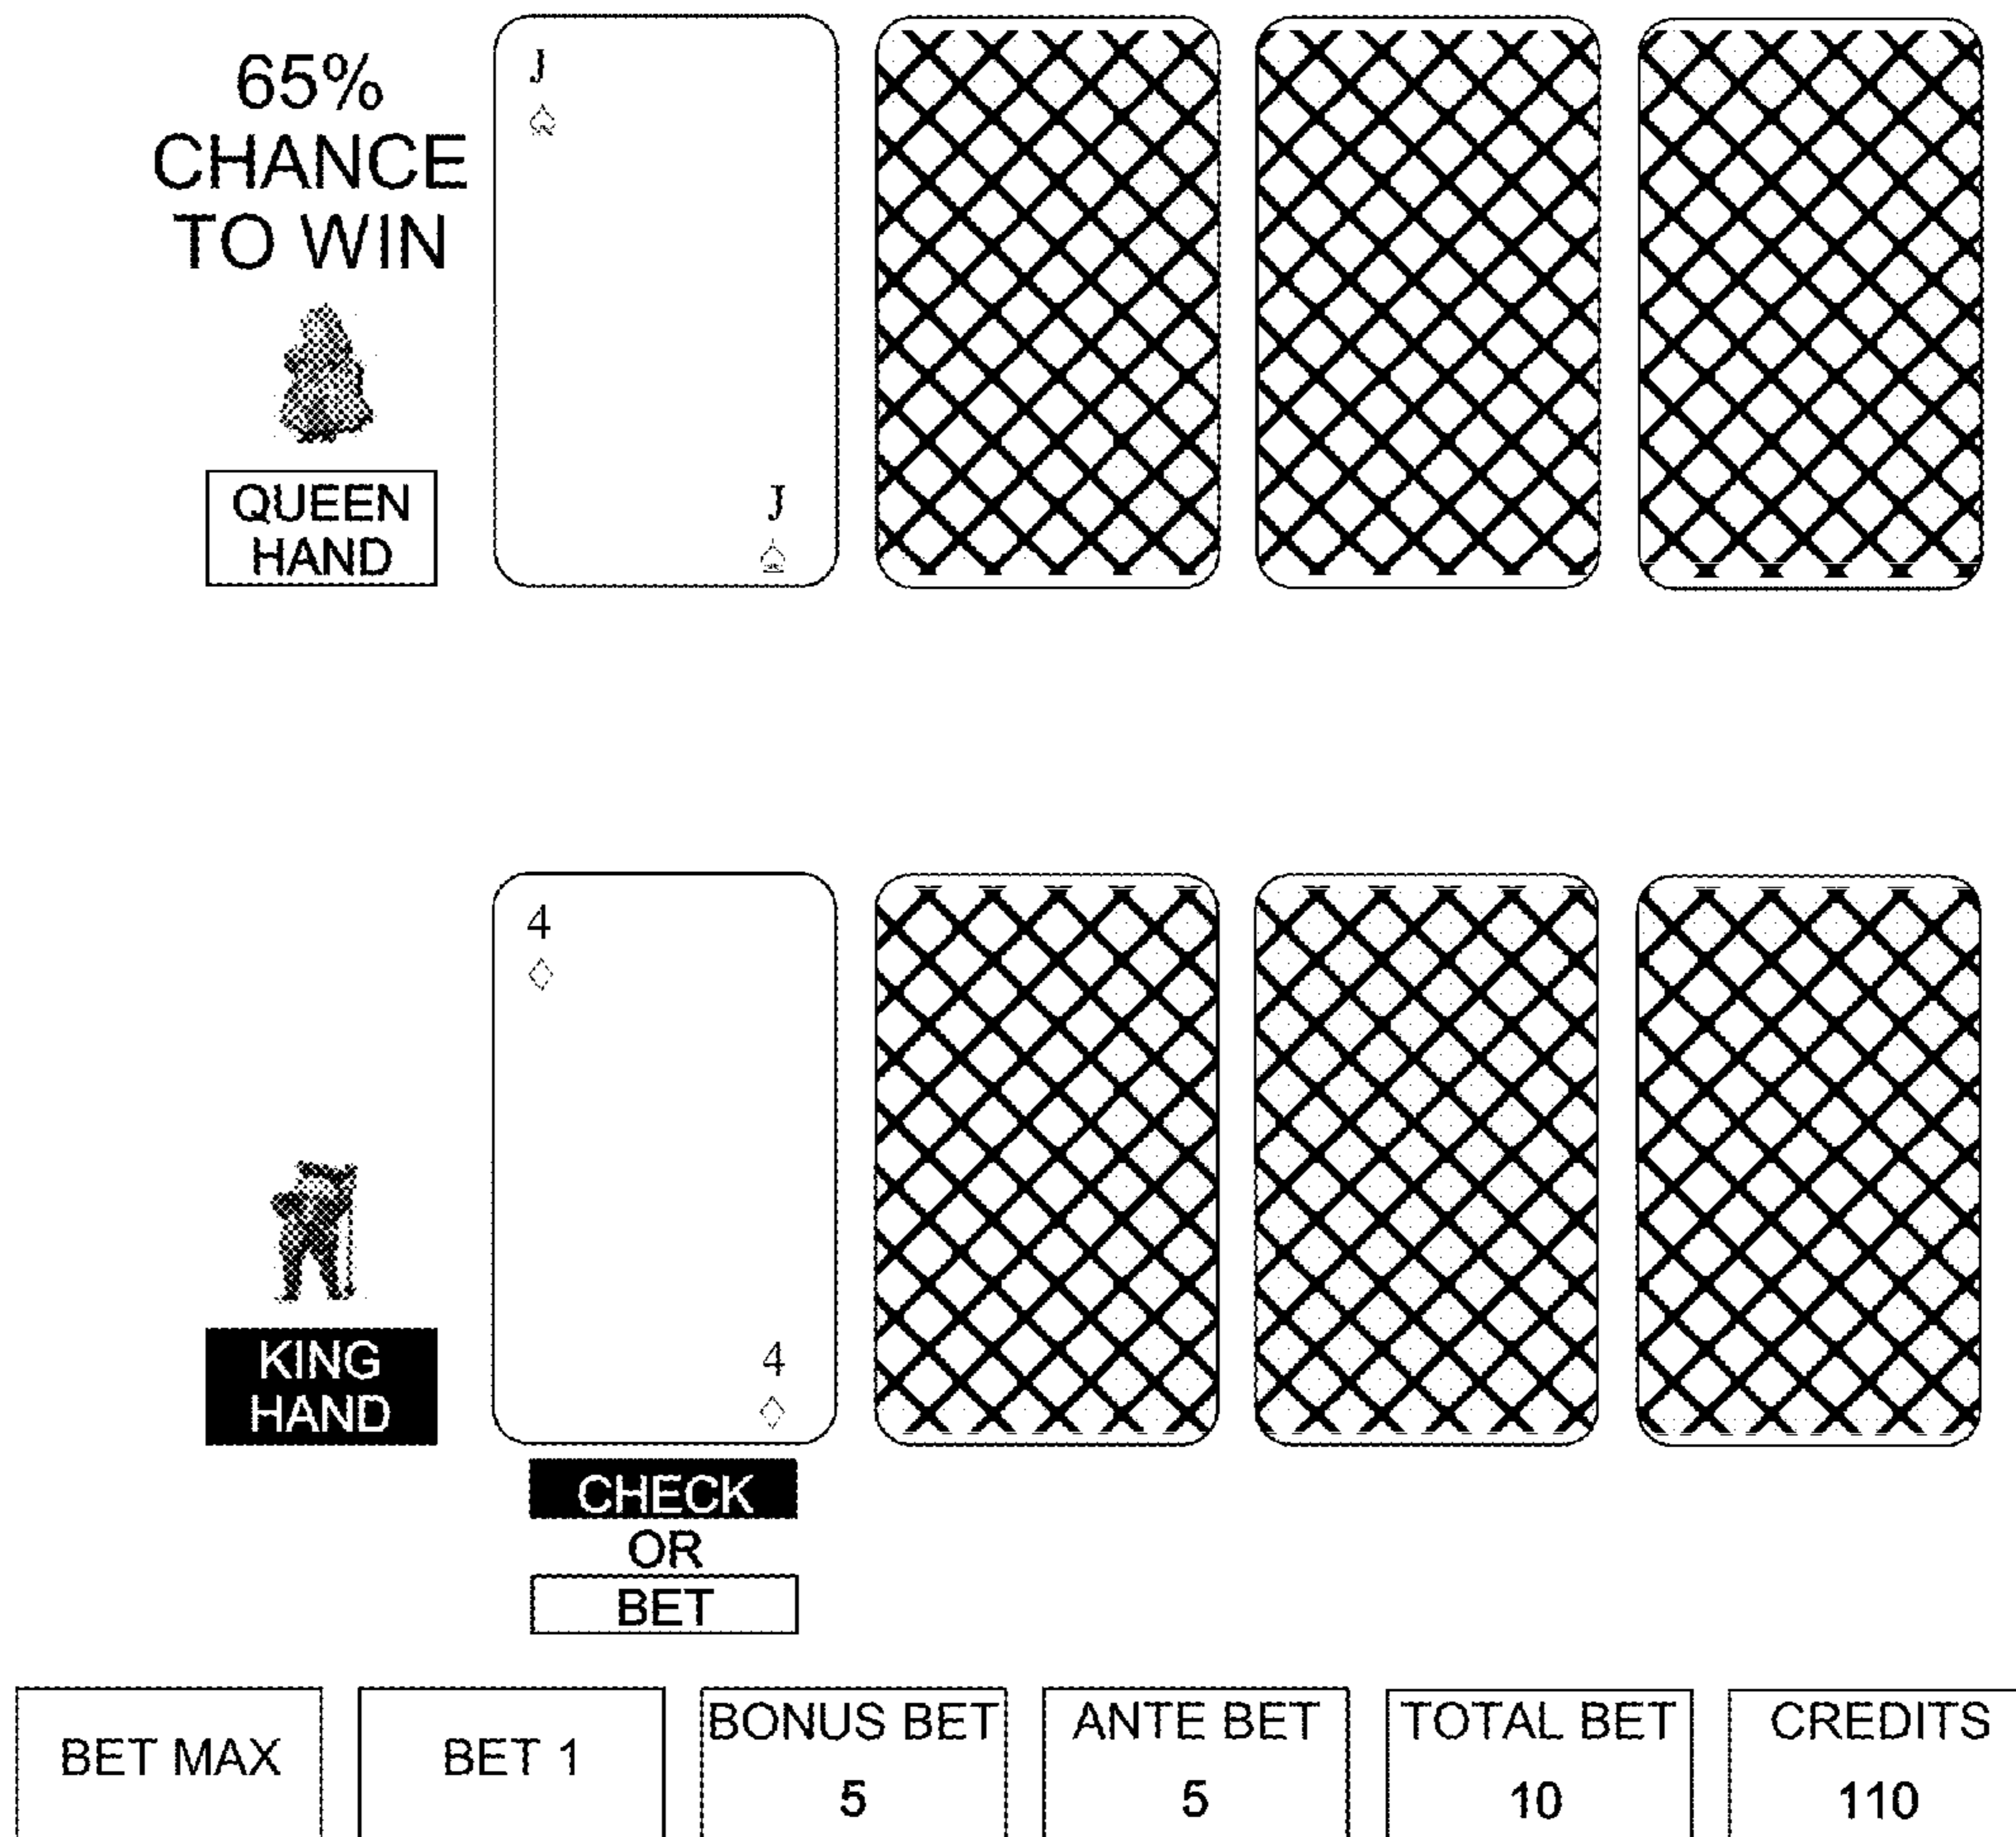 65%
CHANCE
TO WIN
QUEEN
HAND
J
♤
J
♤
KING
HAND
4
♢
4
♢
CHECK
OR
BET
BET MAX
BET 1
BONUS BET
5
ANTE BET
5
TOTAL BET
10
CREDITS
110